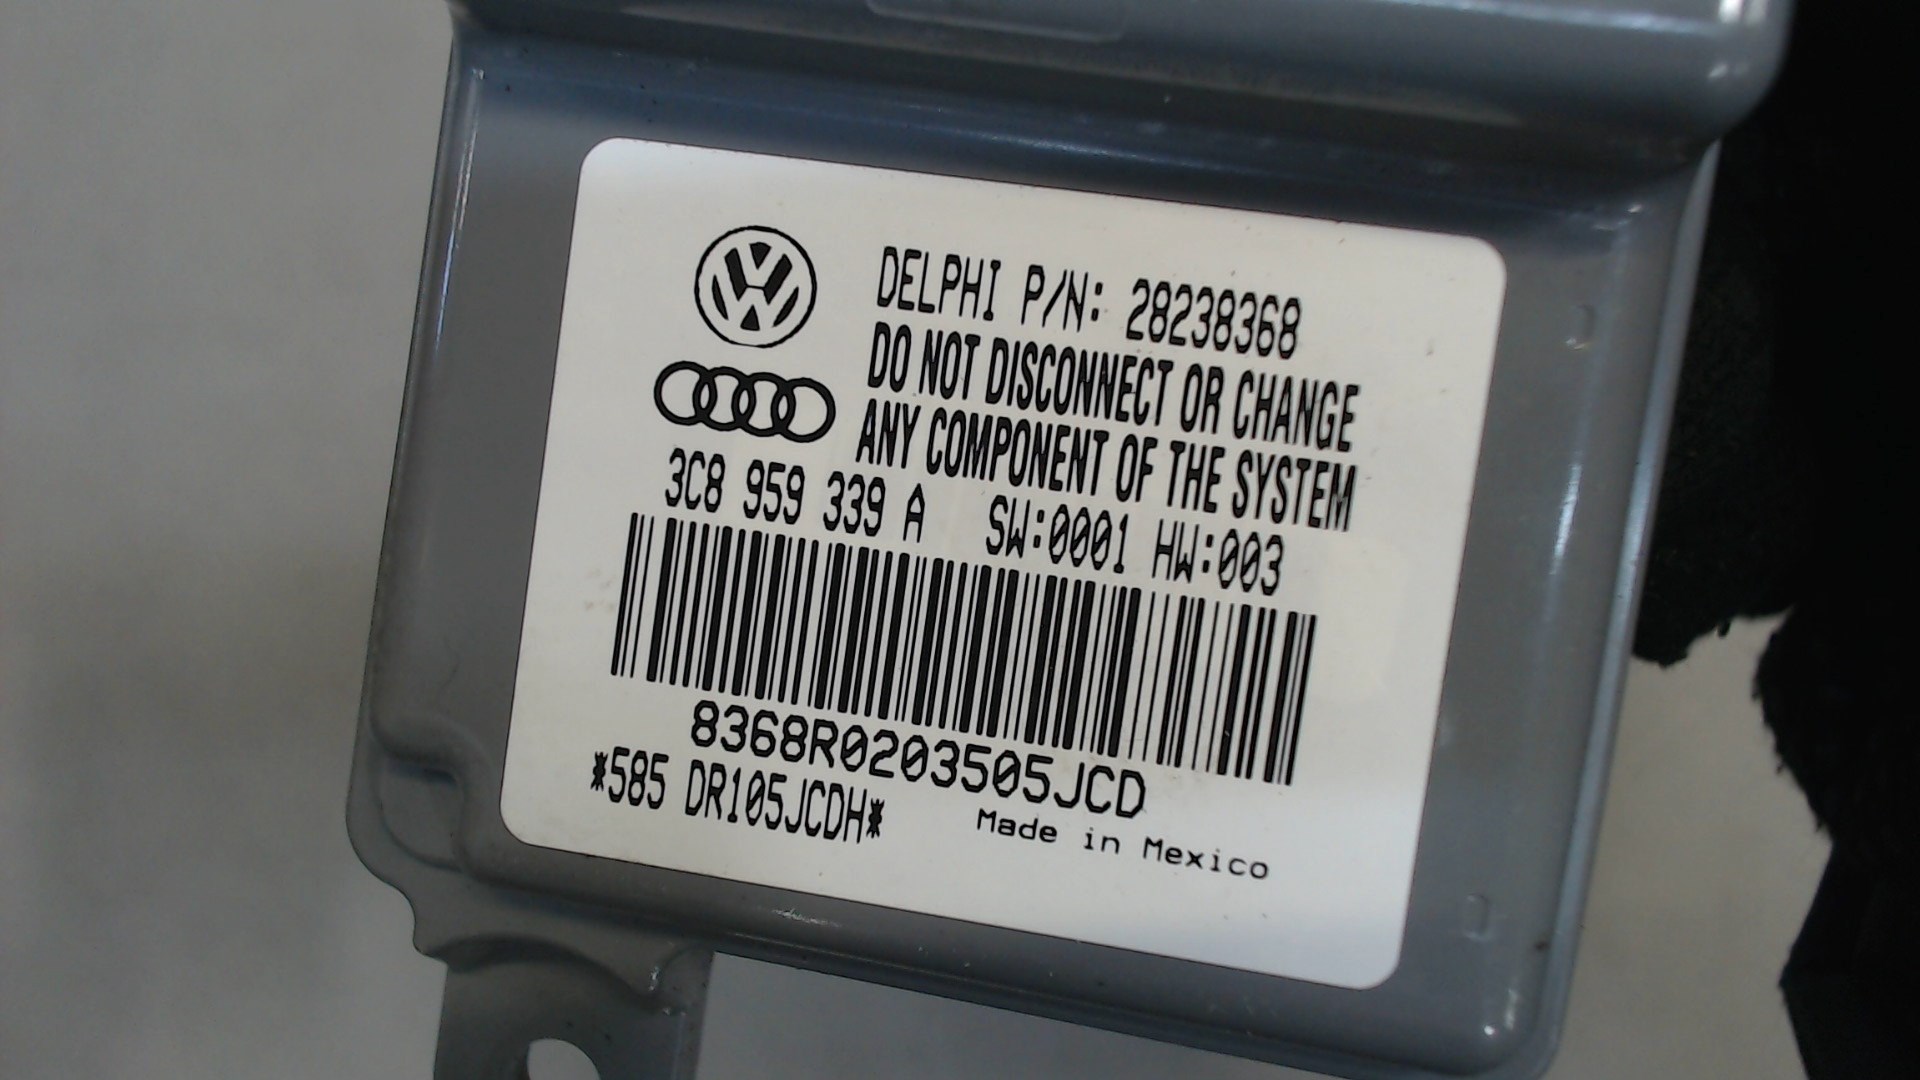 DELPHI P/N: 28238368
DO NOT DISCONNECT OR CHANGE
ANY COMPONENT OF THE SYSTEM
3C8 959 339 A SW:0001 HW:003
8368R0203505JCD
*585 DR105JCDH*
Made in Mexico